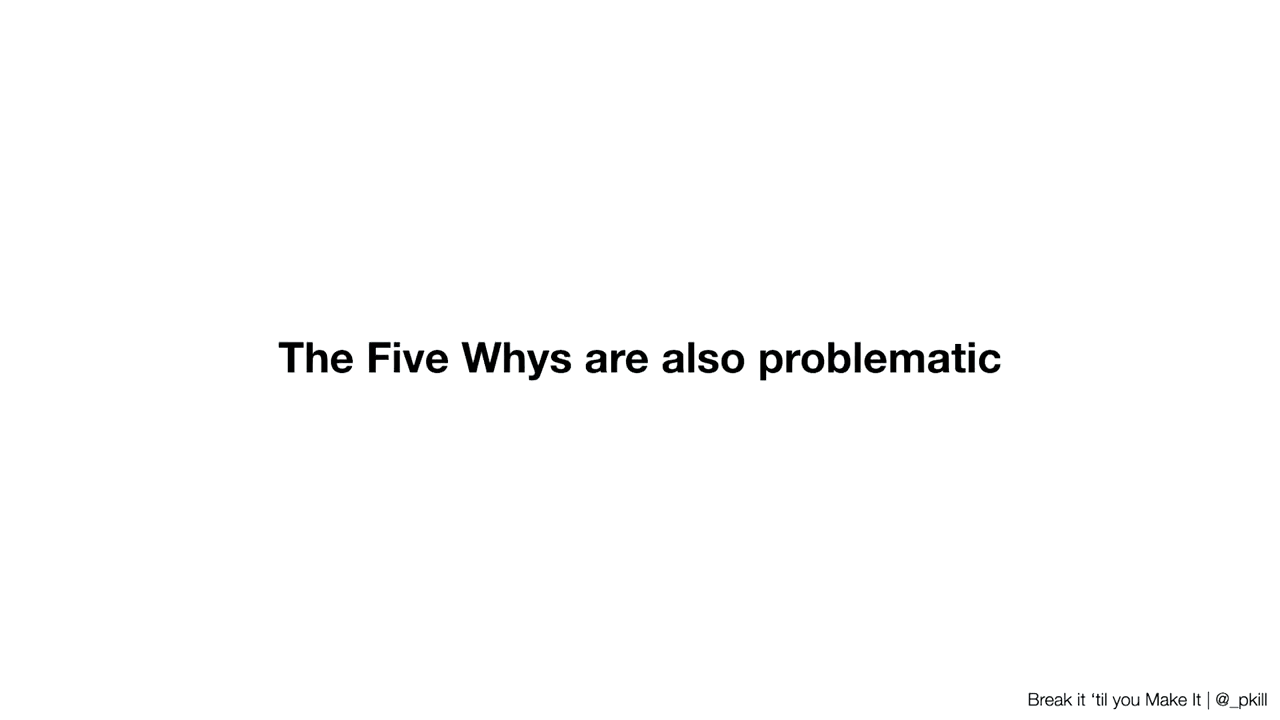 The Five Whys are also problematic
Break it ‘til you Make It | @_pkill